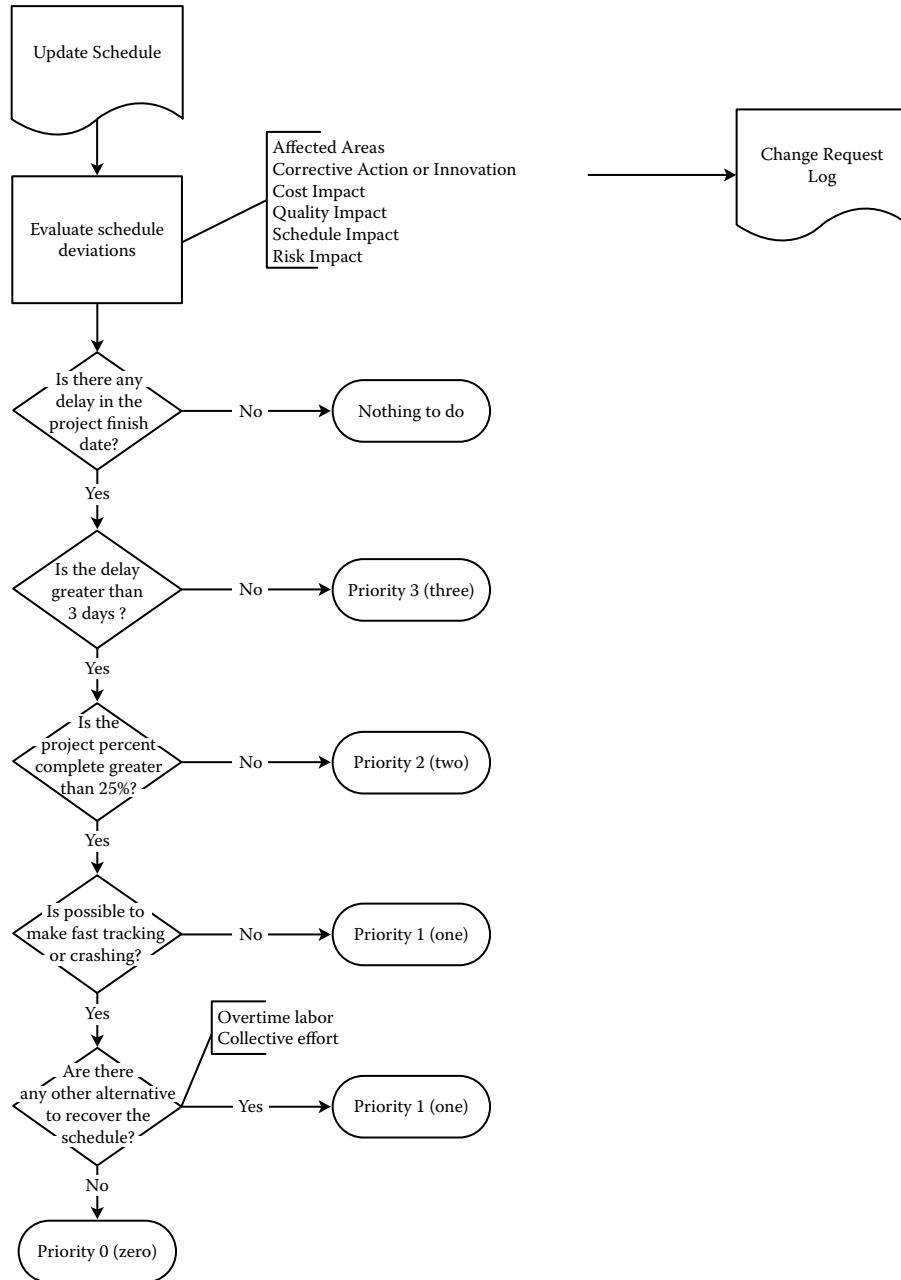 Update Schedule
Affected Areas
Corrective Action or Innovation
Cost Impact
Quality Impact
Schedule Impact
Risk Impact
Change Request
Log
Evaluate schedule
deviations
Is there any
delay in the
project finish
date?
No
Nothing to do
Yes
Is the delay
greater than
3 days ?
No
Priority 3 (three)
Yes
Is the
project percent
complete greater
than 25%?
No
Priority 2 (two)
Yes
Is possible to
make fast tracking
or crashing?
No
Priority 1 (one)
Yes
Overtime labor
Collective effort
Are there
any other alternative
to recover the
schedule?
Yes
Priority 1 (one)
No
Priority 0 (zero)